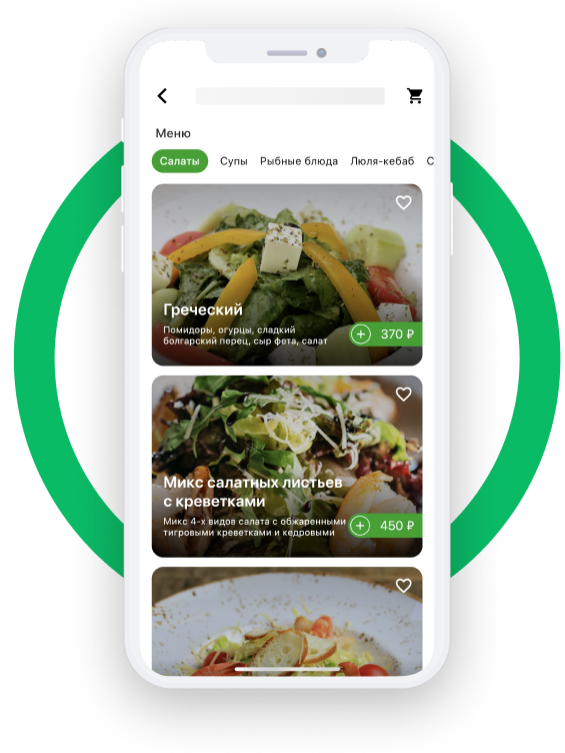 Меню
Салаты Супы Рыбные блюда Люля-кебаб С
Греческий
Помидоры, огурцы, сладкий
болгарский перец, сыр фета, салат
370 ₽
Микс салатных листьев
с креветками
Микс 4-х видов салата с обжаренными
тигровыми креветками и кедровыми
450 ₽